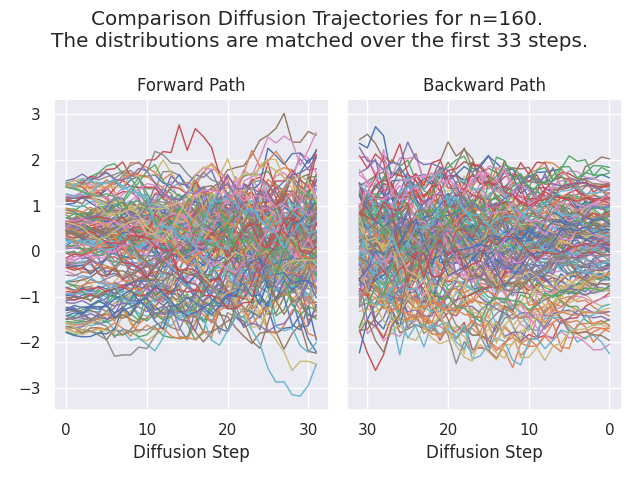 Comparison Diffusion Trajectories for n=160.
The distributions are matched over the first 33 steps.
Forward Path
Backward Path
3
2
1
0
−1
−2
−3
0 10 20 30
30 20 10 0
Diffusion Step
Diffusion Step